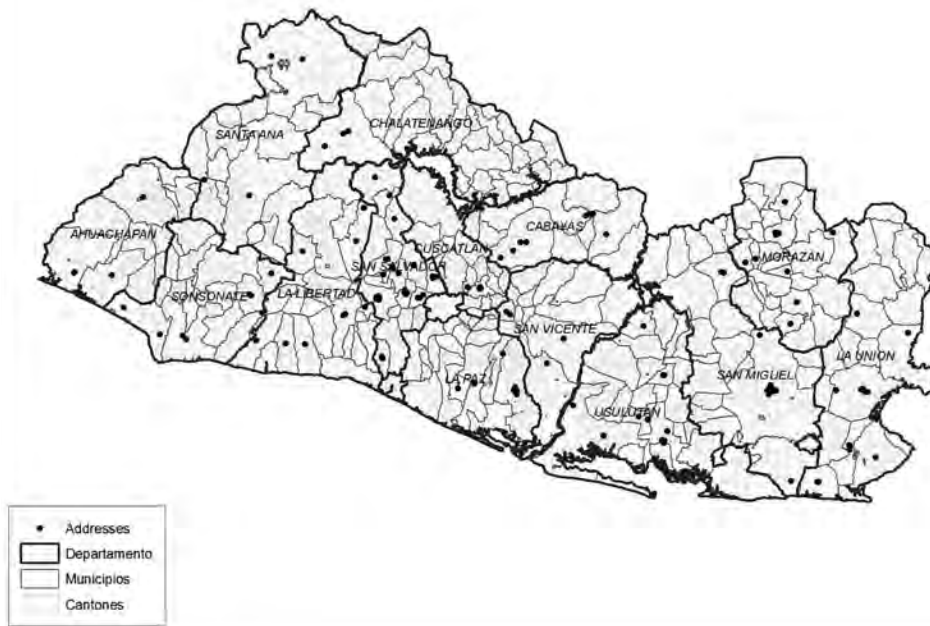 SANTA ANA
CHALATENANGO
AHUACHAPAN
CABAYAS
CUSCATLAN
MORAZAN
SAN SALVADOR
SONSONATE
LA LIBERTAD
SAN VICENTE
LA UNION
LA PAZ
SAN MIGUEL
USULUTAN
Addresses
Departamento
Municipios
Cantones